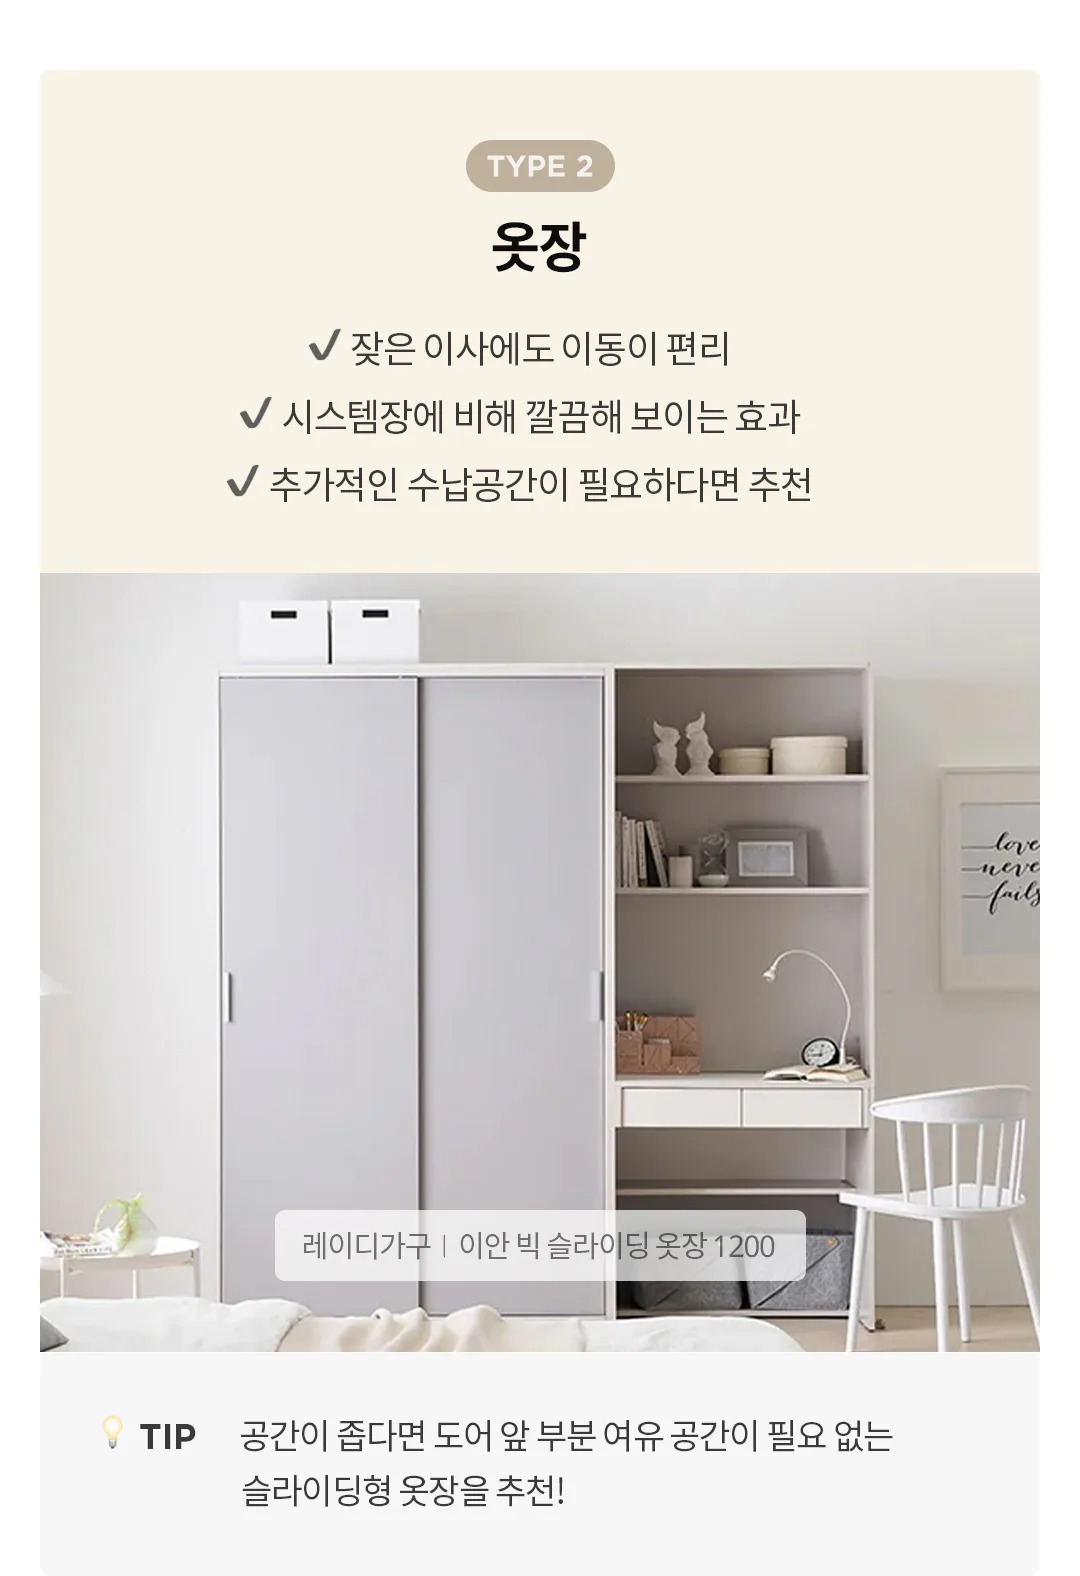 TYPE 2
옷장
✔ 잦은 이사에도 이동이 편리
✔ 시스템장에 비해 깔끔해 보이는 효과
✔ 추가적인 수납공간이 필요하다면 추천
love
never
fails
레이디가구 | 이안 빅 슬라이딩 옷장 1200
TIP 공간이 좁다면 도어 앞 부분 여유 공간이 필요 없는
슬라이딩형 옷장을 추천!